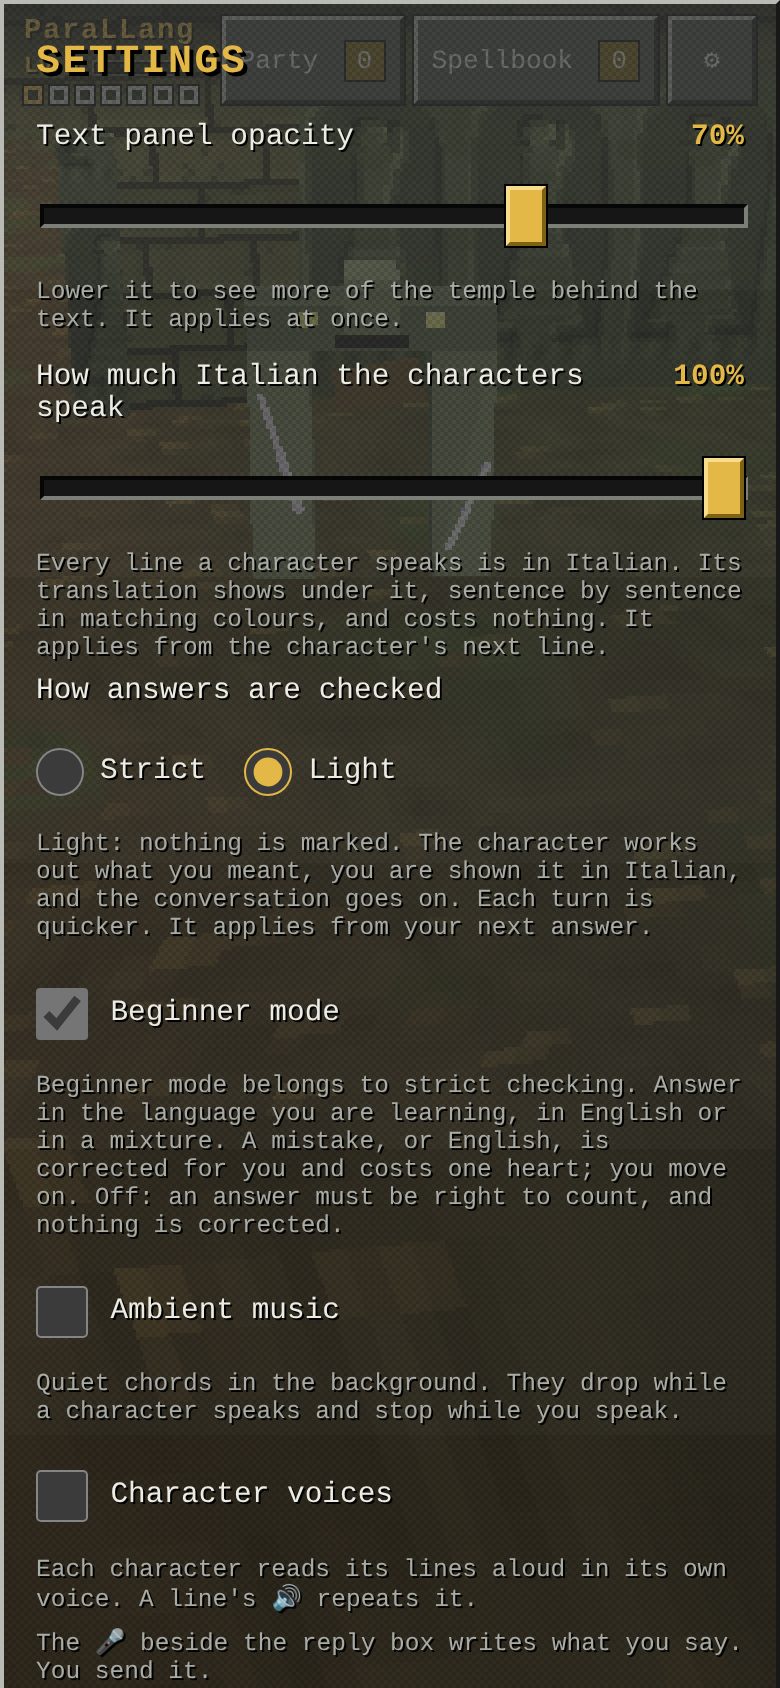 ParaLLang
SETTINGS
Party 0
Spellbook 0
⚙
Text panel opacity 70%
Lower it to see more of the temple behind the
text. It applies at once.
How much Italian the characters 100%
speak
Every line a character speaks is in Italian. Its
translation shows under it, sentence by sentence
in matching colours, and costs nothing. It
applies from the character's next line.
How answers are checked
Strict Light
Light: nothing is marked. The character works
out what you meant, you are shown it in Italian,
and the conversation goes on. Each turn is
quicker. It applies from your next answer.
Beginner mode
Beginner mode belongs to strict checking. Answer
in the language you are learning, in English or
in a mixture. A mistake, or English, is
corrected for you and costs one heart; you move
on. Off: an answer must be right to count, and
nothing is corrected.
Ambient music
Quiet chords in the background. They drop while
a character speaks and stop while you speak.
Character voices
Each character reads its lines aloud in its own
voice. A line's 🔊 repeats it.
The 🎤 beside the reply box writes what you say.
You send it.